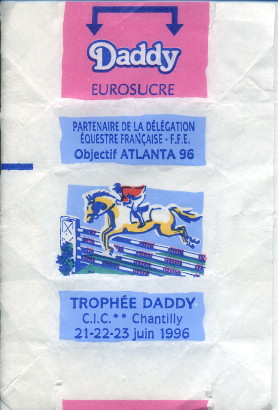 Daddy
EUROSUCRE
PARTENAIRE DE LA DÉLÉGATION
ÉQUESTRE FRANÇAISE - F.F.E.
Objectif ATLANTA 96
TROPHÉE DADDY
C.I.C.** Chantilly
21-22-23 juin 1996